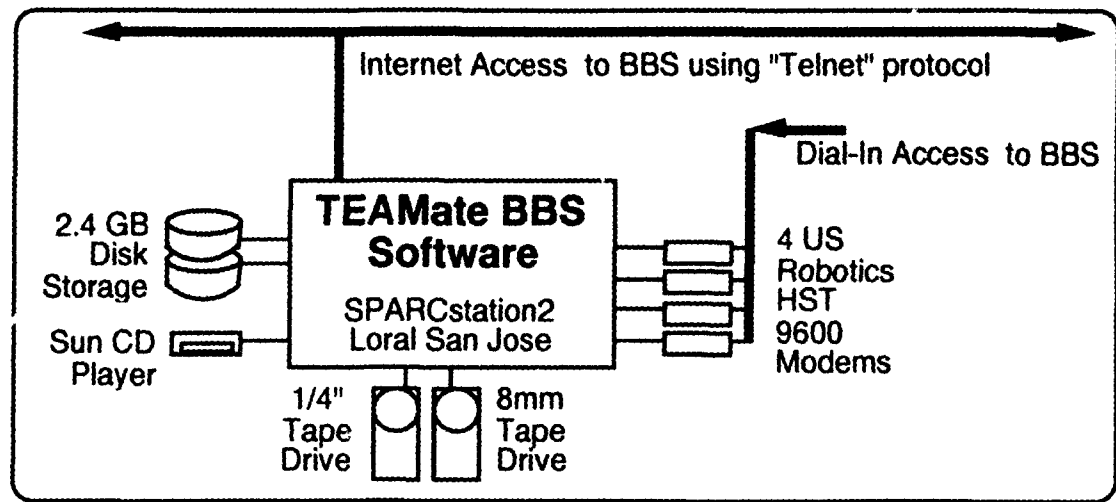 Internet Access to BBS using "Telnet" protocol
Dial-In Access to BBS
TEAMate BBS
Software
SPARCstation2
Loral San Jose
2.4 GB
Disk
Storage
Sun CD
Player
4 US
Robotics
HST
9600
Modems
1/4"
Tape
Drive
8mm
Tape
Drive